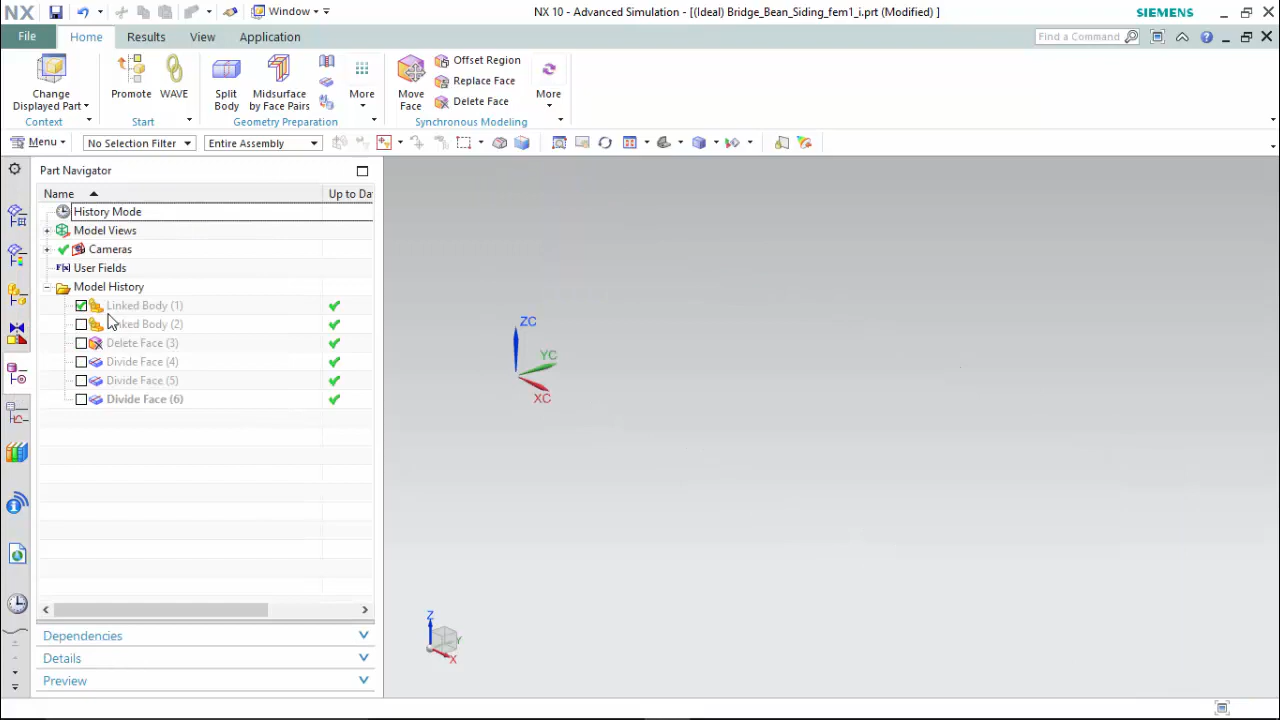 NX Window NX 10 - Advanced Simulation - [(Ideal) Bridge_Bean_Siding_fem1_i.prt (Modified) ] SIEMENS
File Home Results View Application Find a Command
Change Displayed Part Promote WAVE Split Body Midsurface by Face Pairs More Move Face Offset Region Replace Face Delete Face More
Context Start Geometry Preparation Synchronous Modeling
Menu No Selection Filter Entire Assembly
Part Navigator
Name Up to Da
History Mode
Model Views
Cameras
User Fields
Model History
Linked Body (1)
Linked Body (2)
Delete Face (3)
Divide Face (4)
Divide Face (5)
Divide Face (6)
Dependencies
Details
Preview
ZC
YC
XC
Z
Y
X